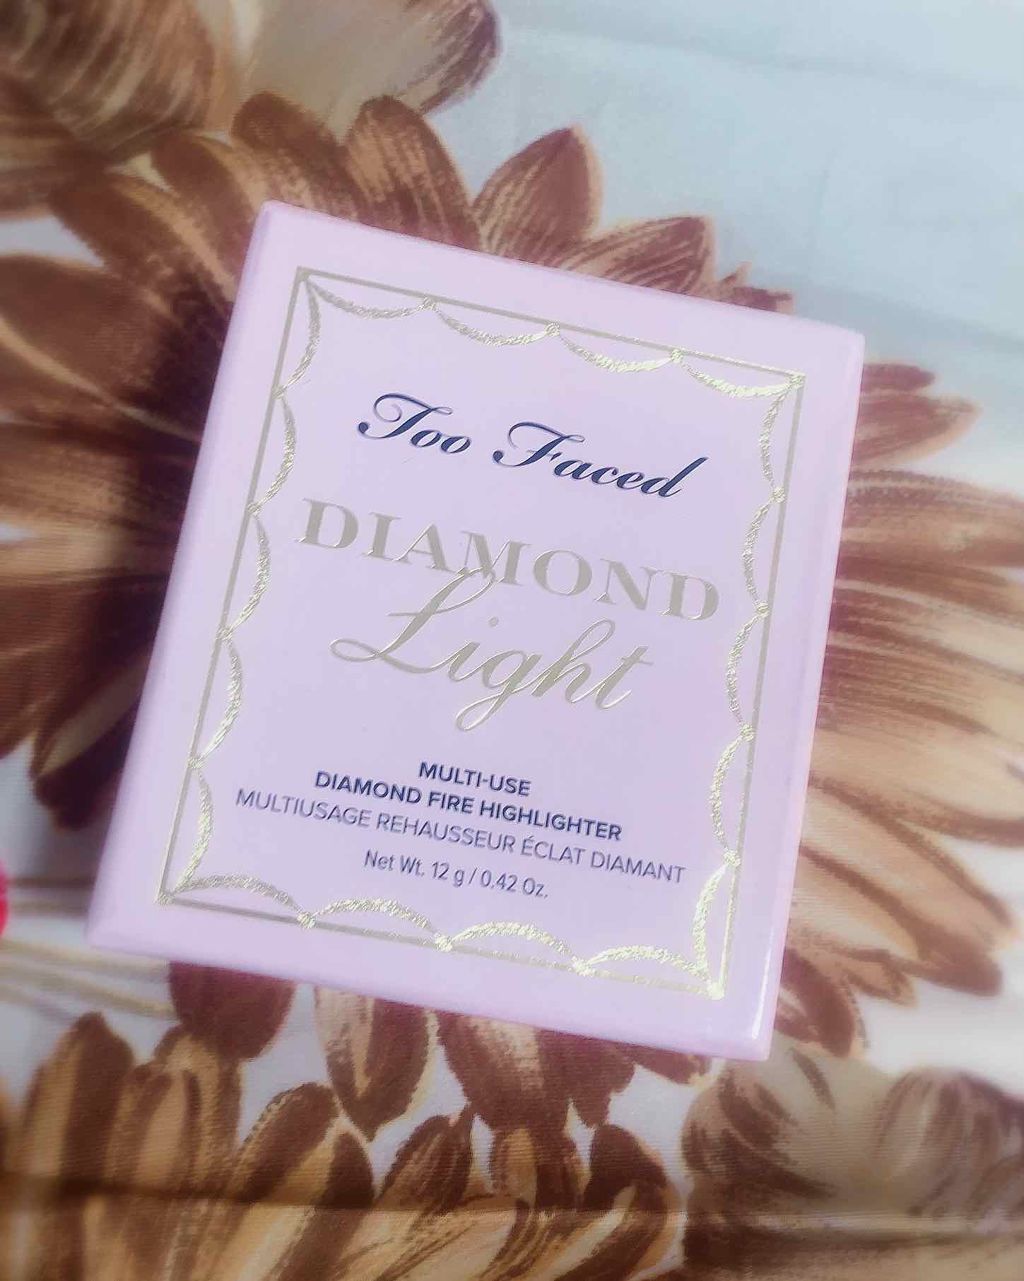 Too Faced
DIAMOND
Light
MULTI-USE
DIAMOND FIRE HIGHLIGHTER
MULTIUSAGE REHAUSSEUR ÉCLAT DIAMANT
Net Wt. 12 g / 0.42 Oz.